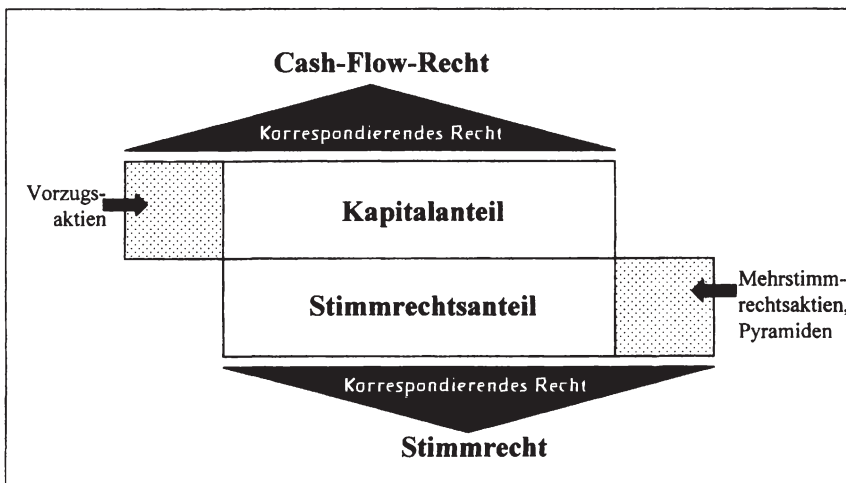 Cash-Flow-Recht
Korrespondierendes Recht
Vorzugs-
aktien
Kapitalanteil
Stimmrechtsanteil
Mehrstimm-
rechtsaktien,
Pyramiden
Korrespondierendes Recht
Stimmrecht